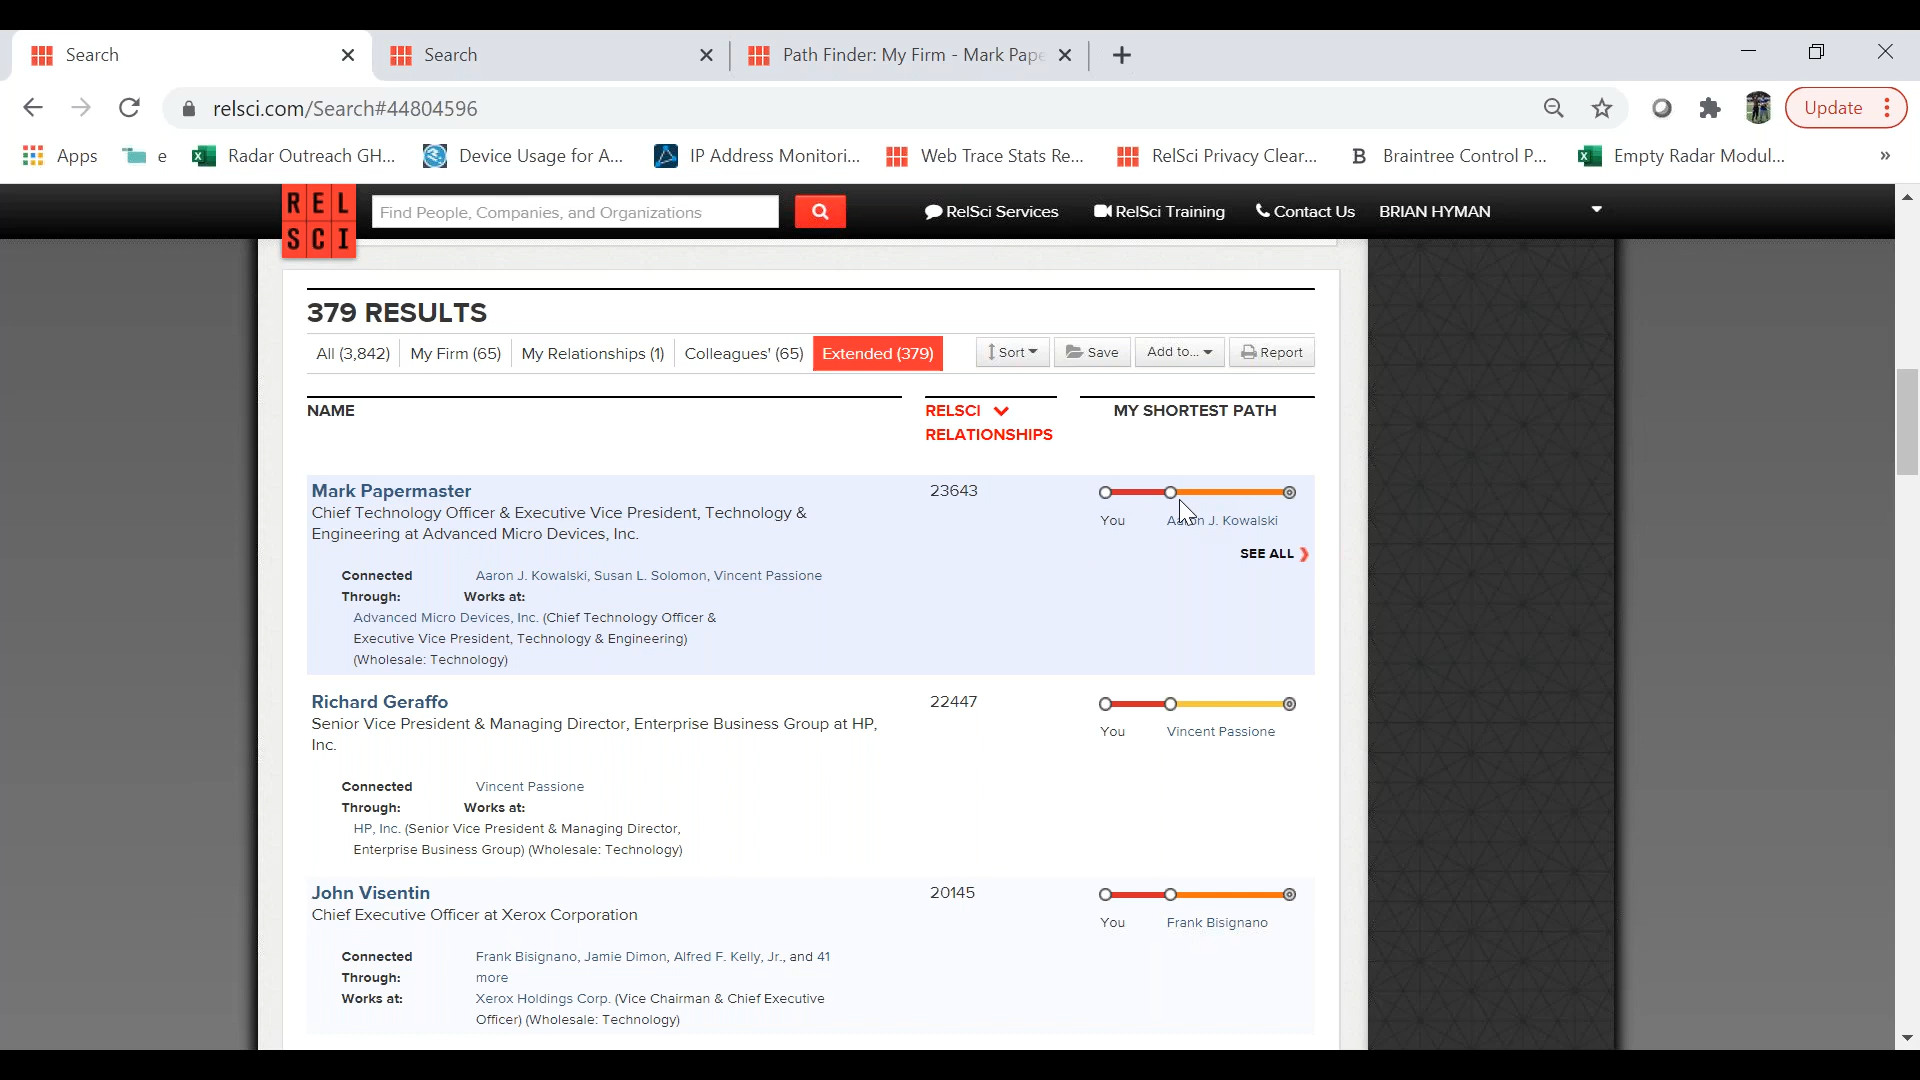 Search
Search
Path Finder: My Firm - Mark Pape
relsci.com/Search#44804596
Update
Apps
e
Radar Outreach GH...
Device Usage for A...
IP Address Monitori...
Web Trace Stats Re...
RelSci Privacy Clear...
B Braintree Control P...
Empty Radar Modul...
»
REL
SCI
Find People, Companies, and Organizations
RelSci Services
RelSci Training
Contact Us
BRIAN HYMAN
379 RESULTS
All (3,842)
My Firm (65)
My Relationships (1)
Colleagues' (65)
Extended (379)
Sort
Save
Add to...
Report
NAME
RELSCI
RELATIONSHIPS
MY SHORTEST PATH
Mark Papermaster
Chief Technology Officer & Executive Vice President, Technology &
Engineering at Advanced Micro Devices, Inc.
23643
You
Aaron J. Kowalski
SEE ALL
Connected Aaron J. Kowalski, Susan L. Solomon, Vincent Passione
Through: Works at:
Advanced Micro Devices, Inc. (Chief Technology Officer &
Executive Vice President, Technology & Engineering)
(Wholesale: Technology)
Richard Geraffo
Senior Vice President & Managing Director, Enterprise Business Group at HP,
Inc.
22447
You
Vincent Passione
Connected Vincent Passione
Through: Works at:
HP, Inc. (Senior Vice President & Managing Director,
Enterprise Business Group) (Wholesale: Technology)
John Visentin
Chief Executive Officer at Xerox Corporation
20145
You
Frank Bisignano
Connected Frank Bisignano, Jamie Dimon, Alfred F. Kelly, Jr., and 41
Through: more
Works at: Xerox Holdings Corp. (Vice Chairman & Chief Executive
Officer) (Wholesale: Technology)